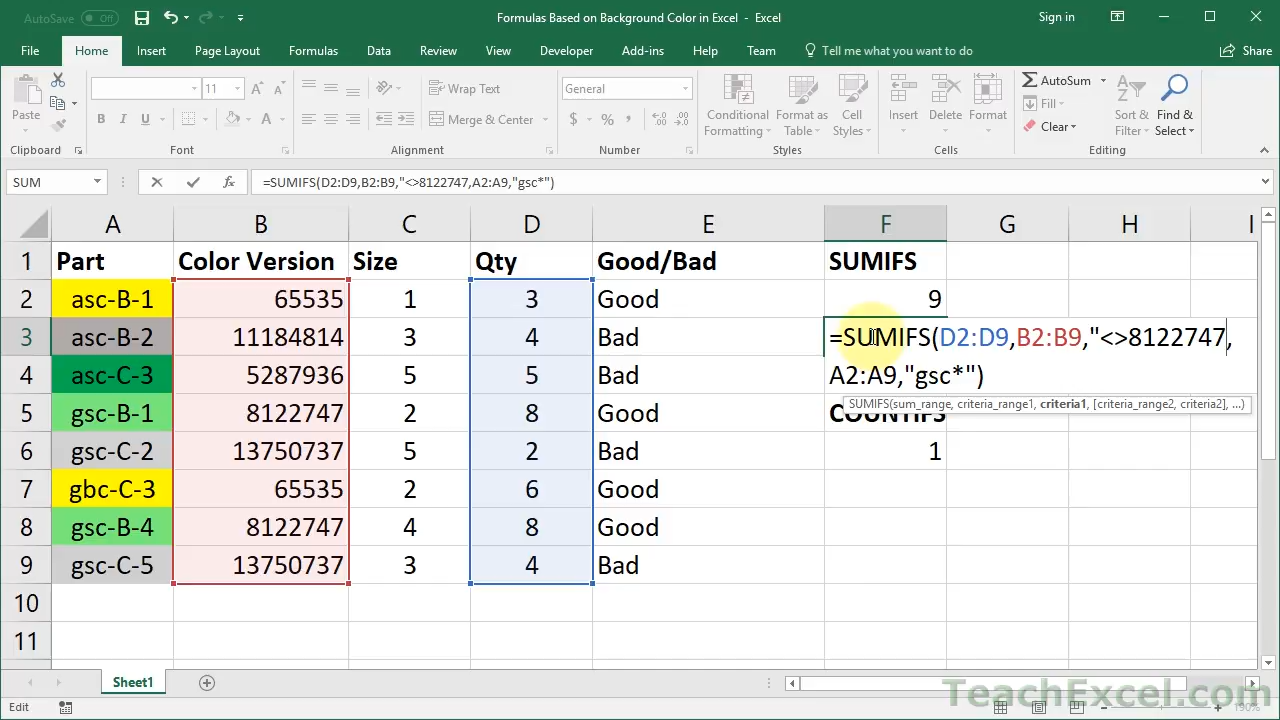 AutoSave Off Formulas Based on Background Color in Excel - Excel Sign in
File Home Insert Page Layout Formulas Data Review View Developer Add-ins Help Team Tell me what you want to do Share
Paste 11 A A Wrap Text General Conditional Formatting Format as Table Cell Styles Insert Delete Format AutoSum Sort & Filter Find & Select
B I U A Merge & Center $ % , Fill
Clear
Clipboard Font Alignment Number Styles Cells Editing
SUM fx =SUMIFS(D2:D9,B2:B9,"<>8122747,A2:A9,"gsc*")
A B C D E F G H I
1 Part Color Version Size Qty Good/Bad SUMIFS
2 asc-B-1 65535 1 3 Good 9
3 asc-B-2 11184814 3 4 Bad =SUMIFS(D2:D9,B2:B9,"<>8122747,
4 asc-C-3 5287936 5 5 Bad A2:A9,"gsc*")
SUMIFS(sum_range, criteria_range1, criteria1, [criteria_range2, criteria2], ...)
5 gsc-B-1 8122747 2 8 Good COUNTIFS
6 gsc-C-2 13750737 5 2 Bad 1
7 gbc-C-3 65535 2 6 Good
8 gsc-B-4 8122747 4 8 Good
9 gsc-C-5 13750737 3 4 Bad
10
11
Sheet1
TeachExcel.com
Edit 190%